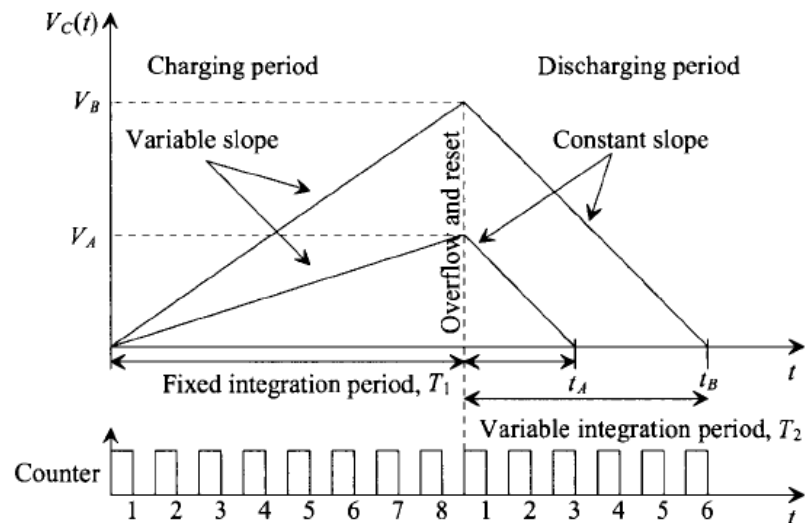 V_C(t)
Charging period
Discharging period
V_B
Variable slope
Constant slope
V_A
Overflow and reset
t_A
t_B
t
Fixed integration period, T_1
Variable integration period, T_2
Counter
1 2 3 4 5 6 7 8 1 2 3 4 5 6
t